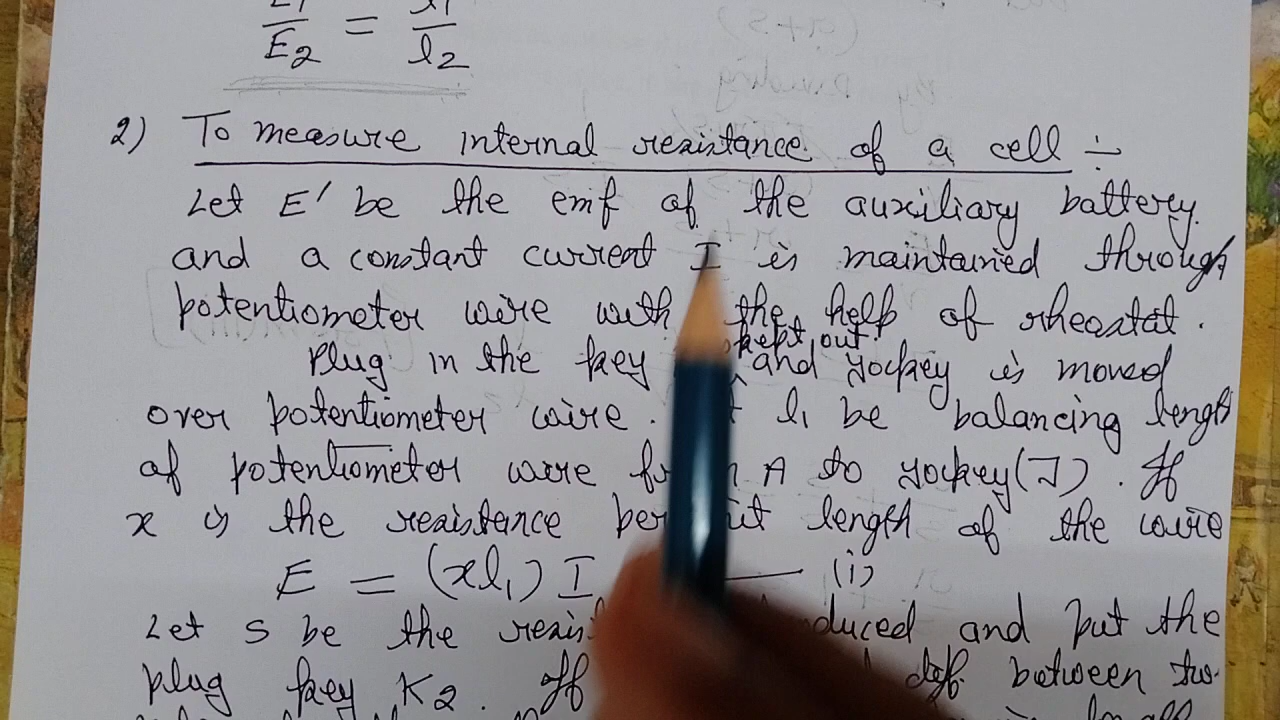 E2 = l2
2) To measure internal resistance of a cell ÷
Let E' be the emf of the auxiliary battery.
and a constant current I is maintained through
potentiometer wire with the help of rheostat.
kept out
Plug in the key and jockey is moved
over potentiometer wire. l1 be balancing length
of potentiometer wire A to jockey (J). If
x is the resistance per length of the wire
E = (xl1) I — (i)
Let S be the and put the
plug key K2. If between two